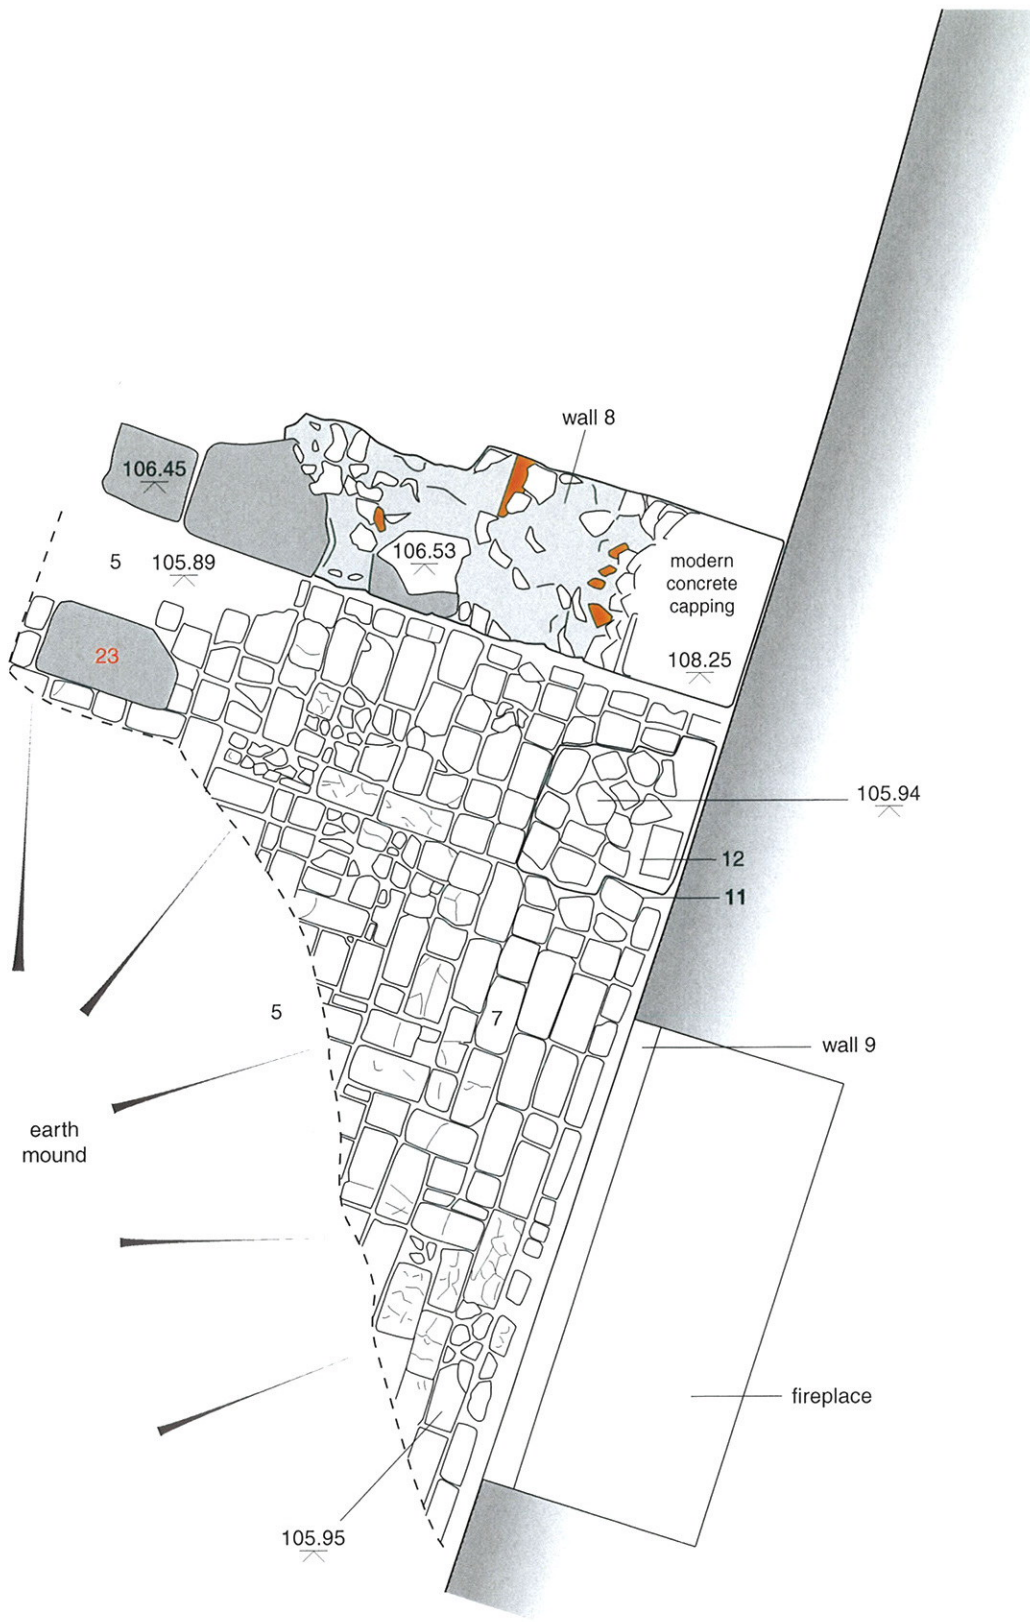 wall 8
106.45
106.53
5 105.89
modern
concrete
capping
23
108.25
105.94
12
11
5
7
wall 9
earth
mound
fireplace
105.95